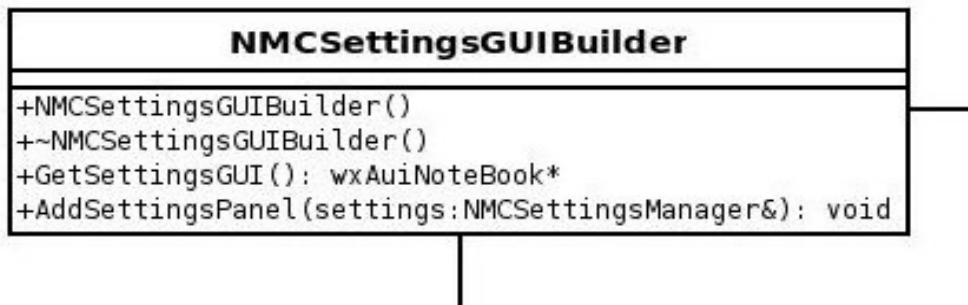 NMCSettingsGUIBuilder
+NMCSettingsGUIBuilder()
+~NMCSettingsGUIBuilder()
+GetSettingsGUI(): wxAuiNoteBook*
+AddSettingsPanel(settings:NMCSettingsManager&): void